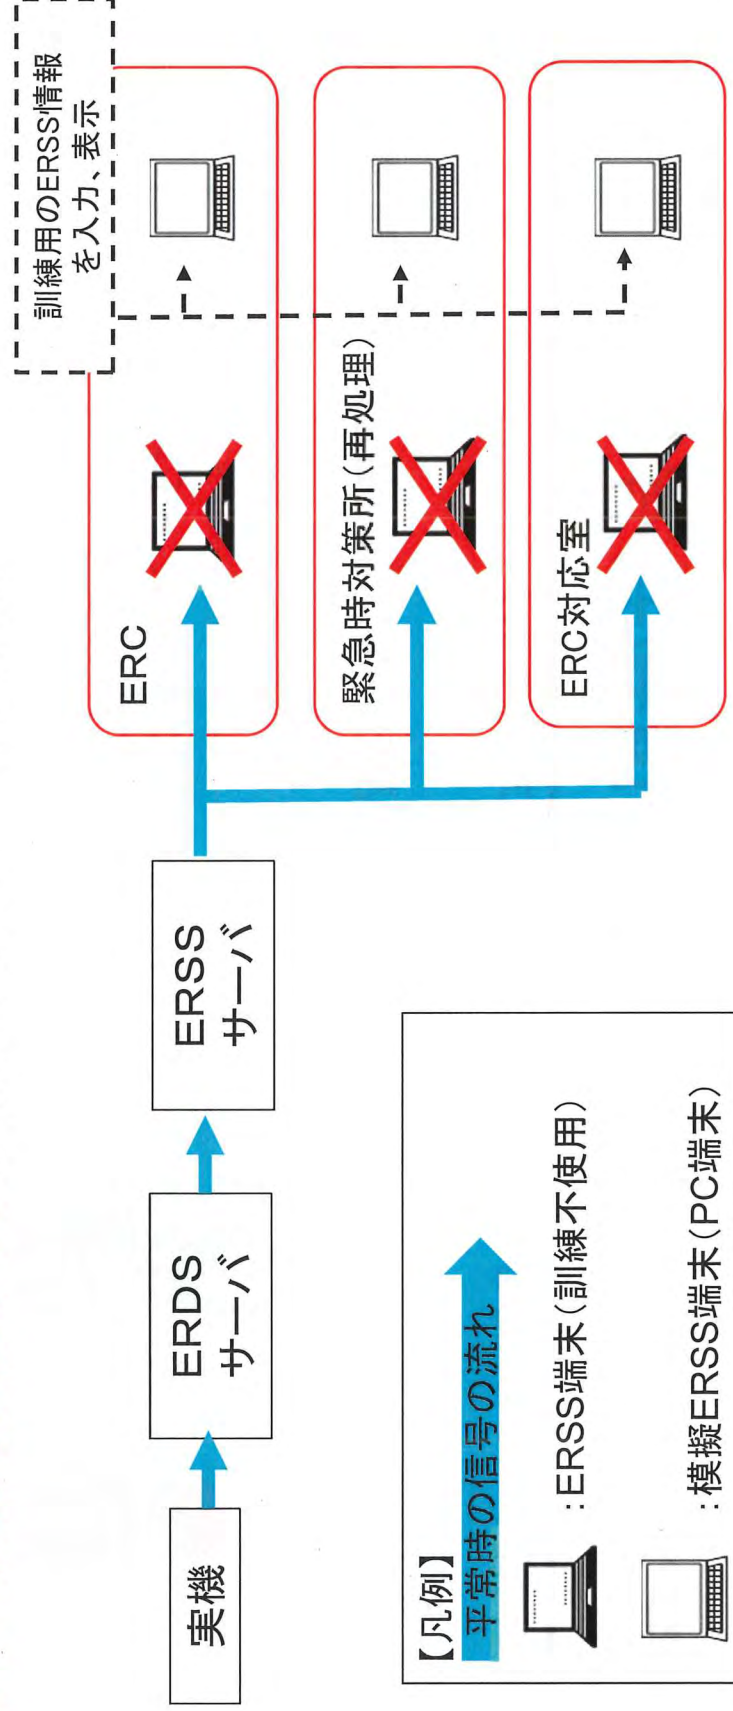 実機
ERDS
サーバ
ERSS
サーバ
ERC
緊急時対策所(再処理)
ERC対応室
訓練用のERSS情報
を入力、表示
【凡例】
平常時の信号の流れ
:ERSS端末(訓練不使用)
:模擬ERSS端末(PC端末)